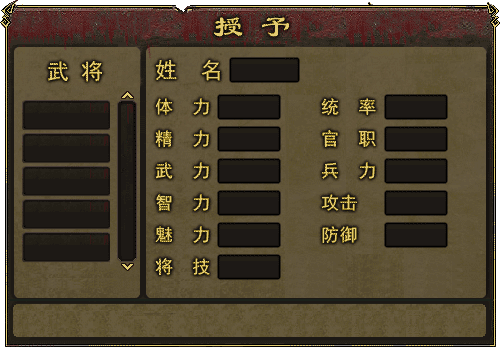 授予
武将
姓名
体力 统率
精力 官职
武力 兵力
智力 攻击
魅力 防御
将技